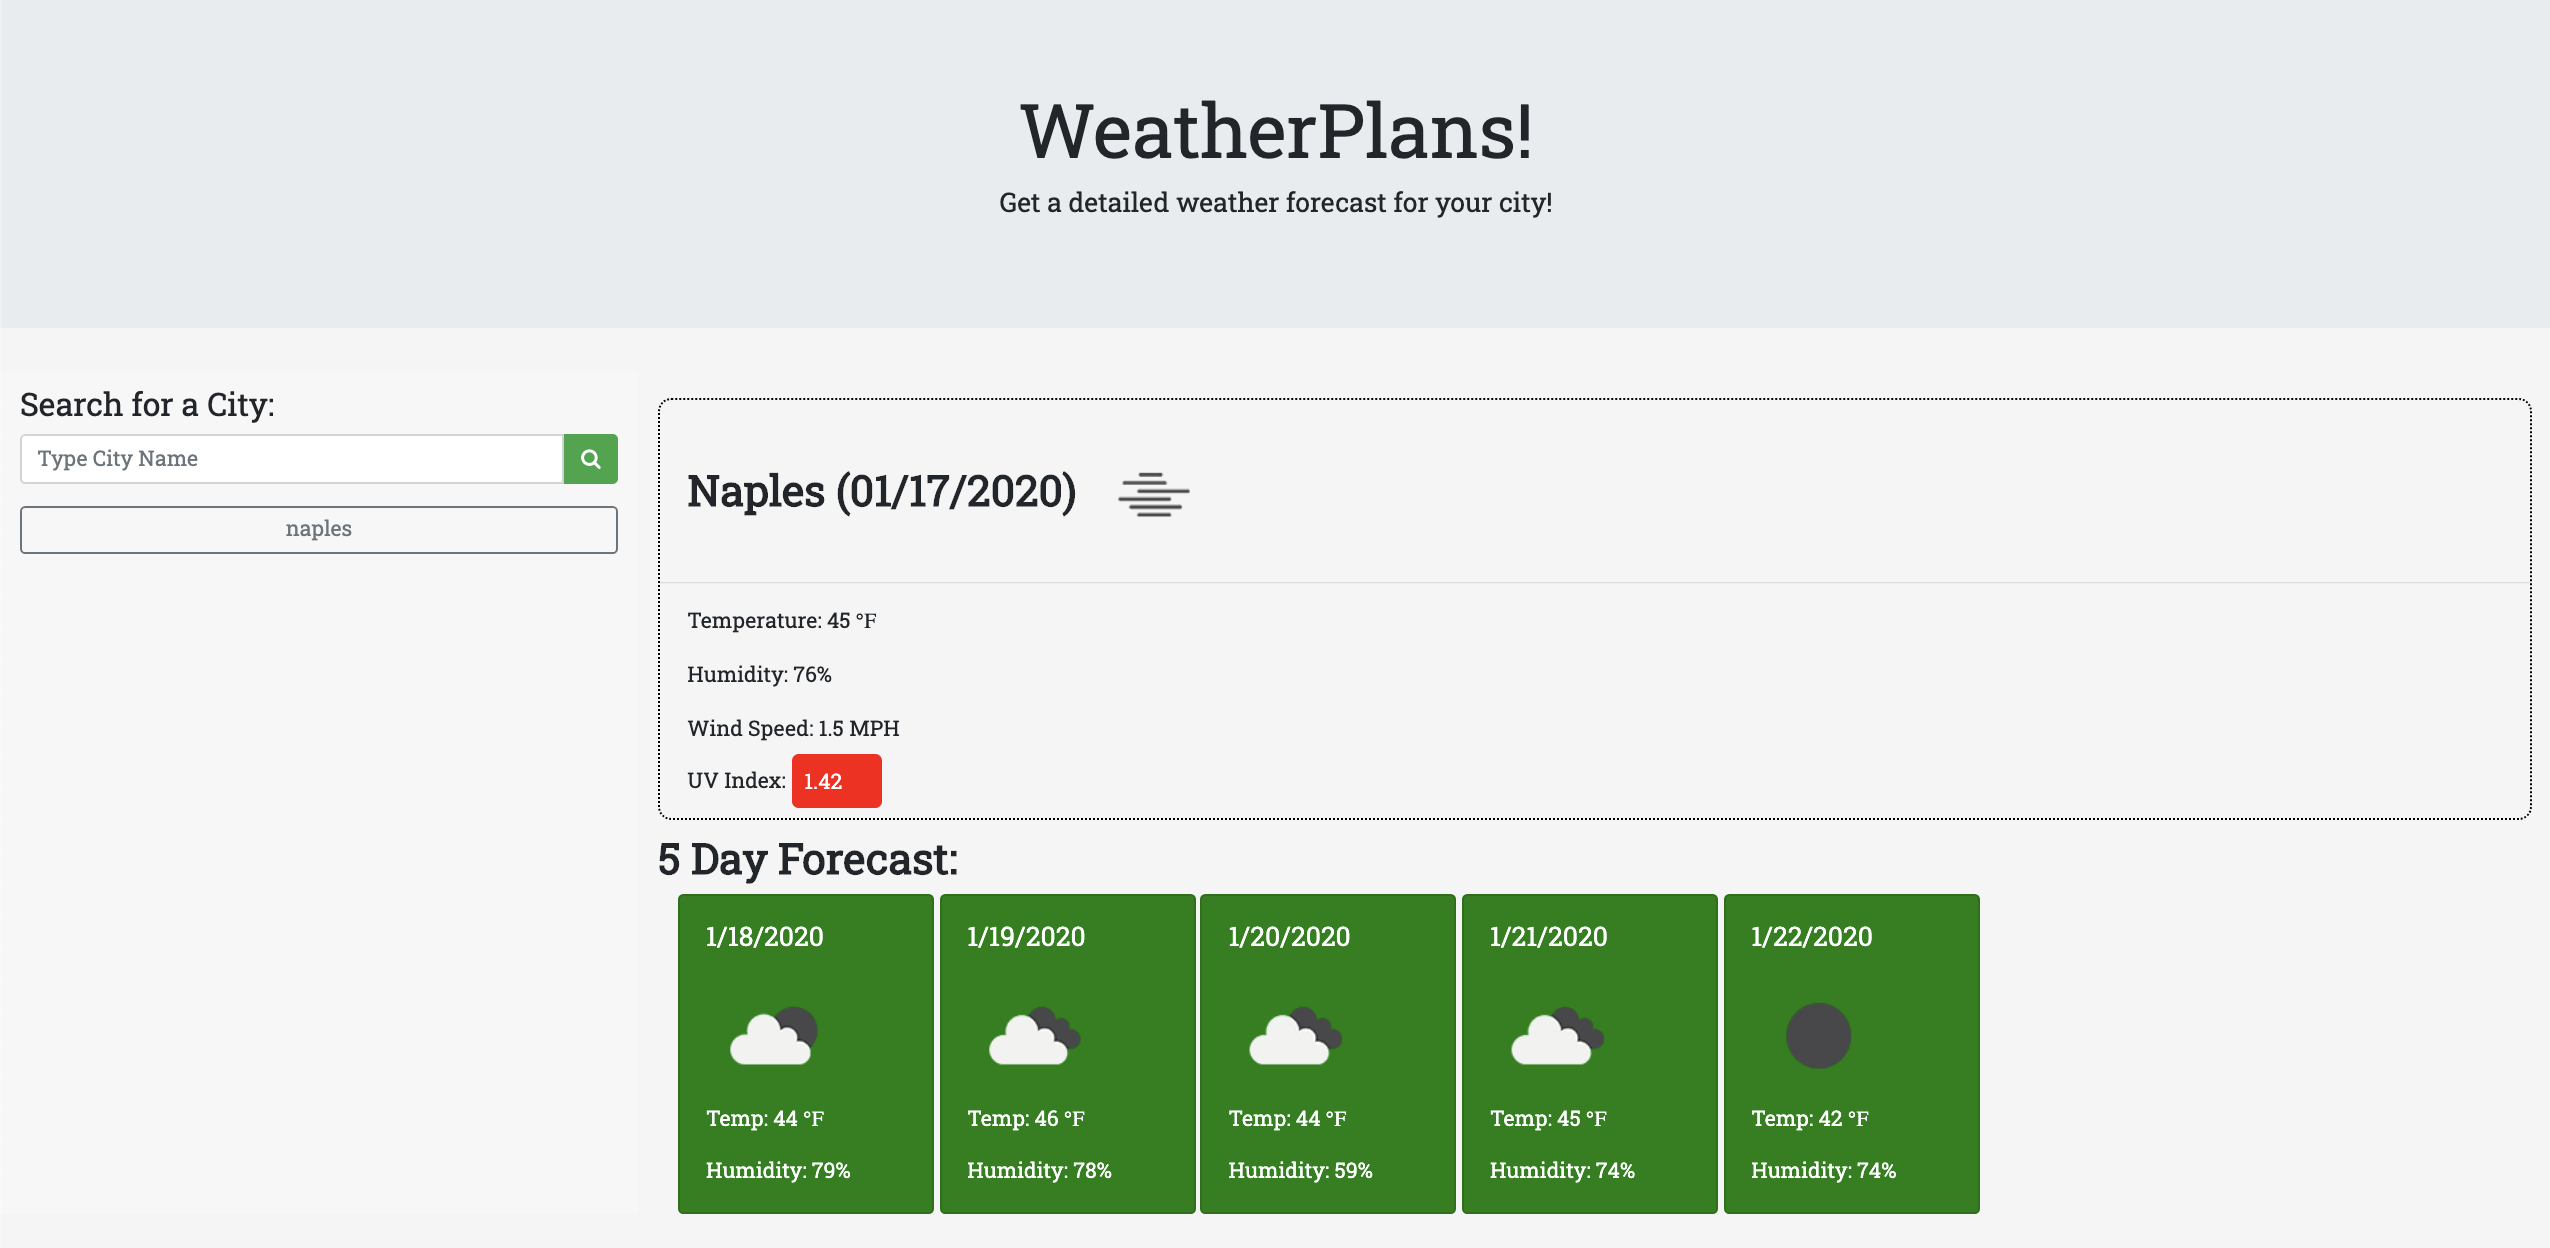 WeatherPlans!
Get a detailed weather forecast for your city!
Search for a City:
Type City Name
naples
Naples (01/17/2020)
Temperature: 45 °F
Humidity: 76%
Wind Speed: 1.5 MPH
UV Index: 1.42
5 Day Forecast:
1/18/2020
Temp: 44 °F
Humidity: 79%
1/19/2020
Temp: 46 °F
Humidity: 78%
1/20/2020
Temp: 44 °F
Humidity: 59%
1/21/2020
Temp: 45 °F
Humidity: 74%
1/22/2020
Temp: 42 °F
Humidity: 74%